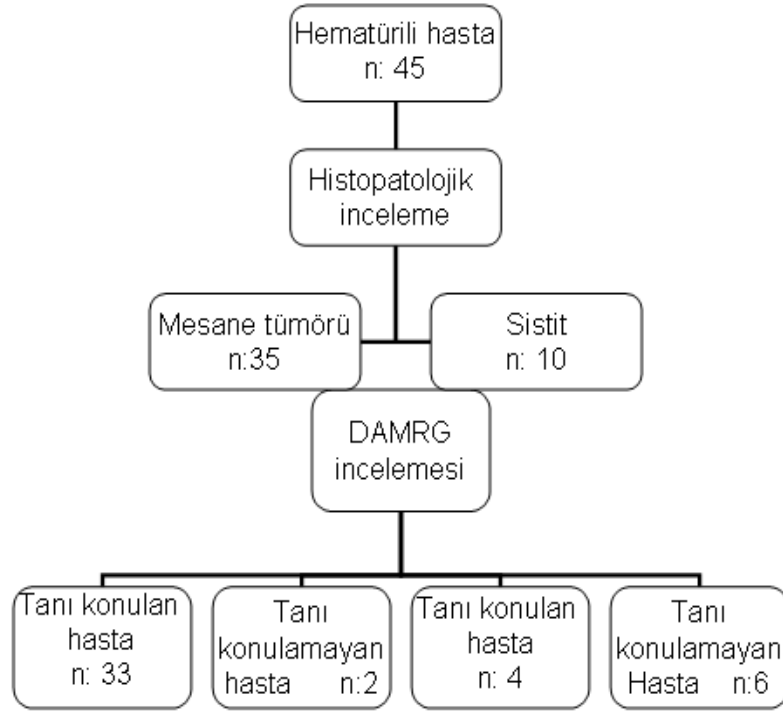 Hematürili hasta
n: 45
Histopatolojik
inceleme
Mesane tümörü
n:35
Sistit
n: 10
DAMRG
incelemesi
Tanı konulan
hasta
n: 33
Tanı
konulamayan
hasta n:2
Tanı konulan
hasta
n: 4
Tanı
konulamayan
Hasta n:6